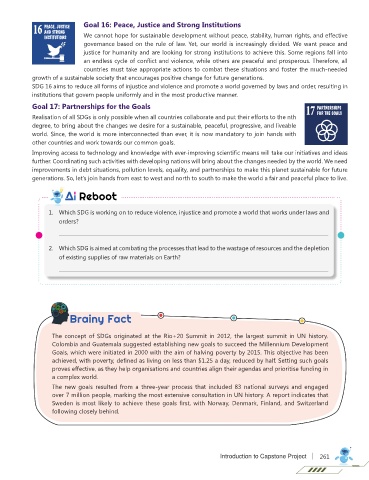 Goal 16: Peace, Justice and Strong Institutions
16 PEACE, JUSTICE
AND STRONG
INSTITUTIONS
We cannot hope for sustainable development without peace, stability, human rights, and effective
governance based on the rule of law. Yet, our world is increasingly divided. We want peace and
justice for humanity and are looking for strong institutions to achieve this. Some regions fall into
an endless cycle of conflict and violence, while others are peaceful and prosperous. Therefore, all
countries must take appropriate actions to combat these situations and foster the much-needed
growth of a sustainable society that encourages positive change for future generations.
SDG 16 aims to reduce all forms of injustice and violence and promote a world governed by laws and order, resulting in
institutions that govern people uniformly and in the most productive manner.
Goal 17: Partnerships for the Goals
17 PARTNERSHIPS
FOR THE GOALS
Realisation of all SDGs is only possible when all countries collaborate and put their efforts to the nth
degree, to bring about the changes we desire for a sustainable, peaceful, progressive, and liveable
world. Since, the world is more interconnected than ever, it is now mandatory to join hands with
other countries and work towards our common goals.
Improving access to technology and knowledge with ever-improving scientific means will take our initiatives and ideas
further. Coordinating such activities with developing nations will bring about the changes needed by the world. We need
improvements in debt situations, pollution levels, equality, and partnerships to make this planet sustainable for future
generations. So, let's join hands from east to west and north to south to make the world a fair and peaceful place to live.
Ai Reboot
1. Which SDG is working on to reduce violence, injustice and promote a world that works under laws and
orders?
2. Which SDG is aimed at combating the processes that lead to the wastage of resources and the depletion
of existing supplies of raw materials on Earth?
Brainy Fact
The concept of SDGs originated at the Rio+20 Summit in 2012, the largest summit in UN history.
Colombia and Guatemala suggested establishing new goals to succeed the Millennium Development
Goals, which were initiated in 2000 with the aim of halving poverty by 2015. This objective has been
achieved, with poverty, defined as living on less than $1.25 a day, reduced by half. Setting such goals
proves effective, as they help organisations and countries align their agendas and prioritise funding in
a complex world.
The new goals resulted from a three-year process that included 83 national surveys and engaged
over 7 million people, marking the most extensive consultation in UN history. A report indicates that
Sweden is most likely to achieve these goals first, with Norway, Denmark, Finland, and Switzerland
following closely behind.
Introduction to Capstone Project | 261